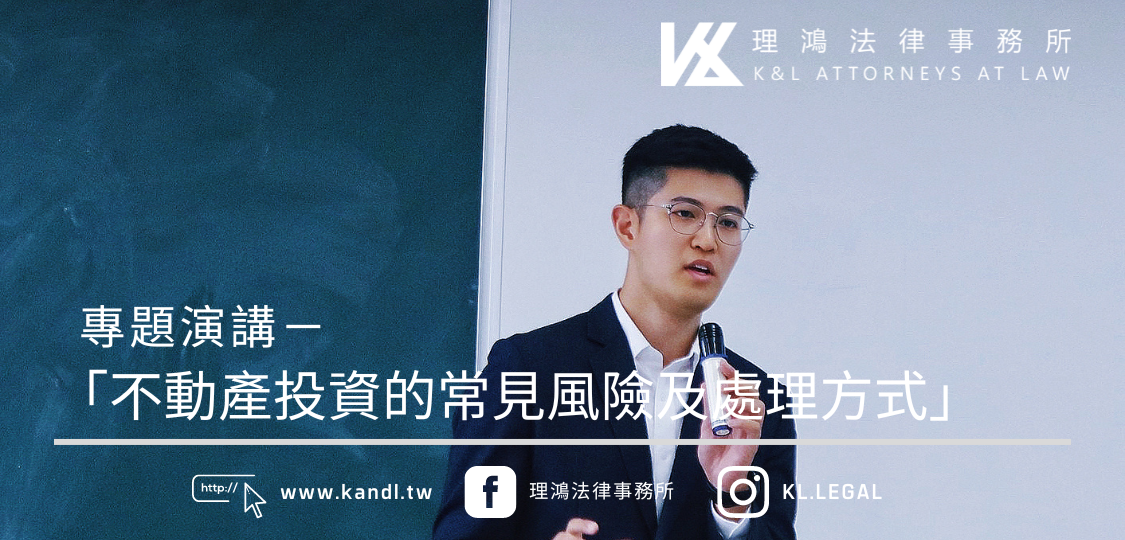 理鴻法律事務所
K&L ATTORNEYS AT LAW
專題演講－
「不動產投資的常見風險及處理方式」
http://
www.kandl.tw
理鴻法律事務所
KL.LEGAL